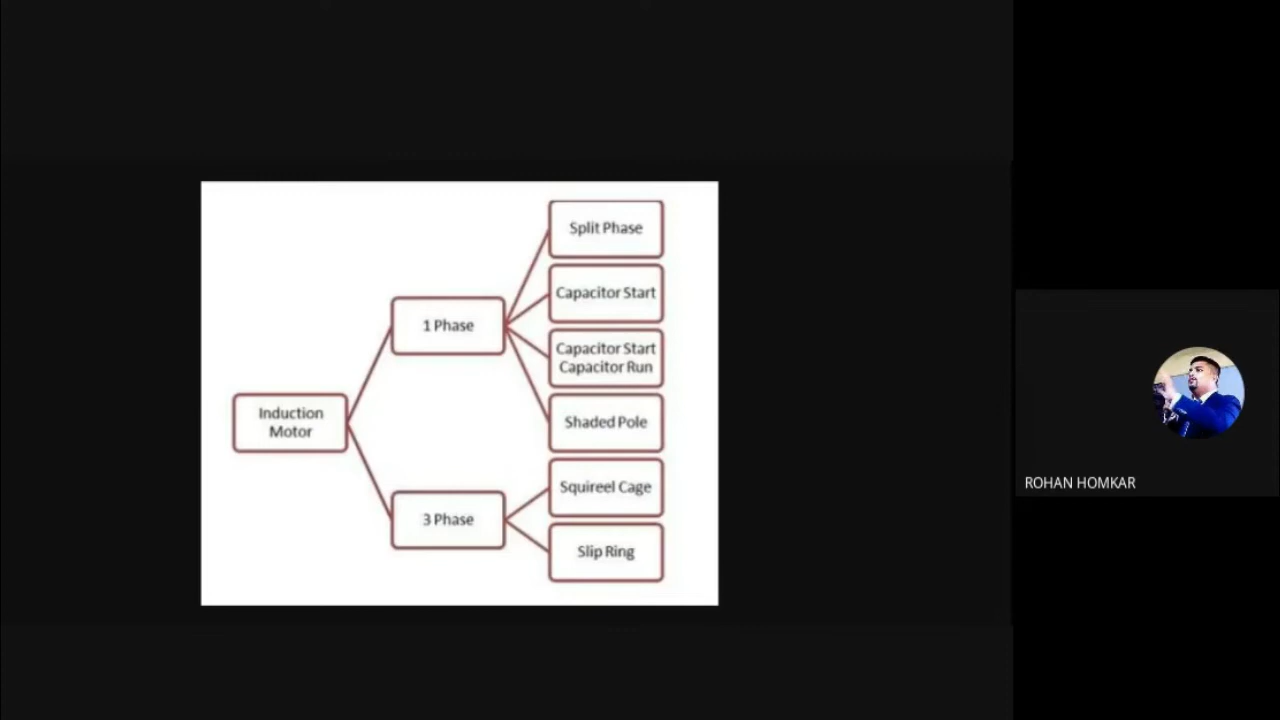 Split Phase
Capacitor Start
1 Phase
Capacitor Start
Capacitor Run
Induction
Motor
Shaded Pole
Squireel Cage
3 Phase
Slip Ring
ROHAN HOMKAR